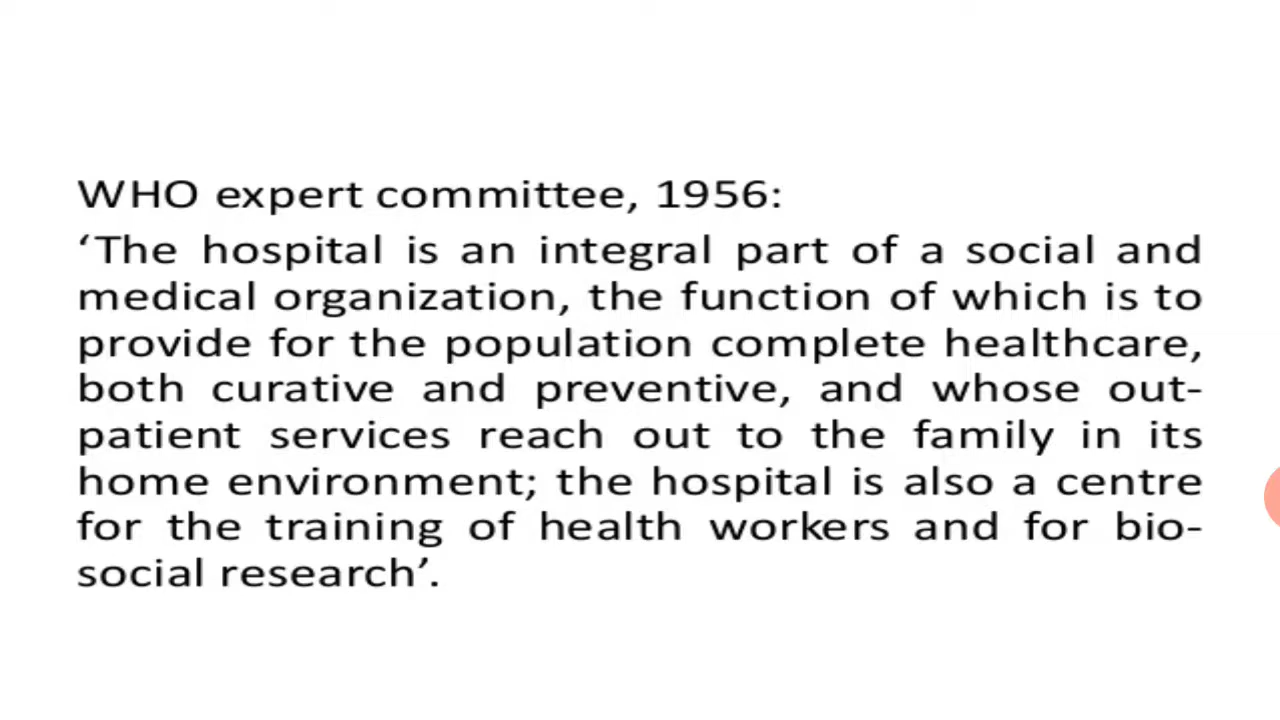 WHO expert committee, 1956:
‘The hospital is an integral part of a social and
medical organization, the function of which is to
provide for the population complete healthcare,
both curative and preventive, and whose out-
patient services reach out to the family in its
home environment; the hospital is also a centre
for the training of health workers and for bio-
social research’.